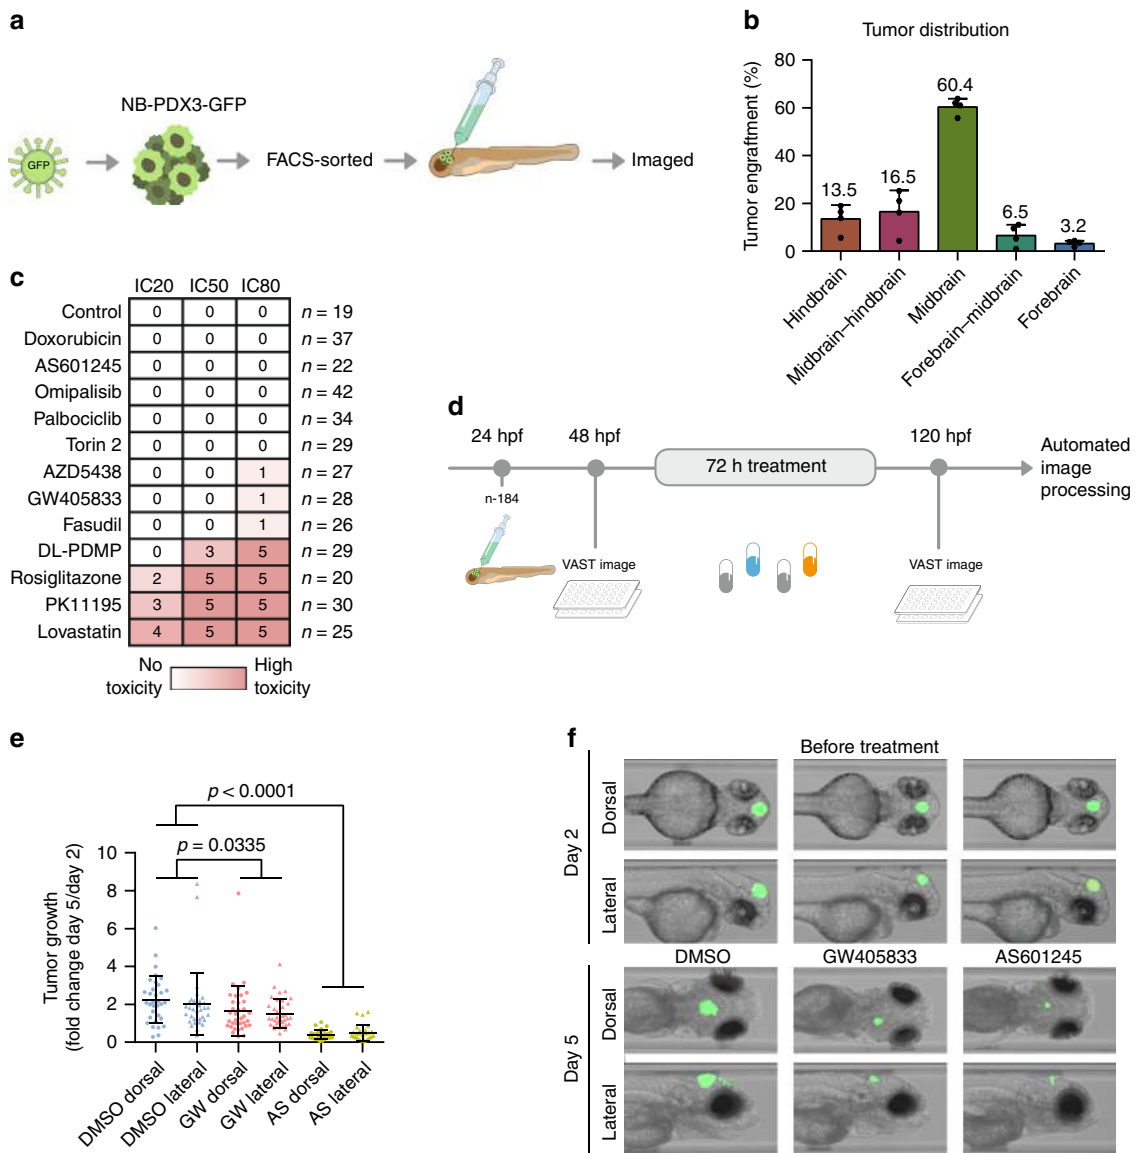 a
NB-PDX3-GFP
GFP
FACS-sorted
Imaged
b
Tumor distribution
Tumor engraftment (%)
80
60
40
20
0
13.5
16.5
60.4
6.5
3.2
Hindbrain
Midbrain–hindbrain
Midbrain
Forebrain–midbrain
Forebrain
c
IC20 IC50 IC80
Control 0 0 0 n = 19
Doxorubicin 0 0 0 n = 37
AS601245 0 0 0 n = 22
Omipalisib 0 0 0 n = 42
Palbociclib 0 0 0 n = 34
Torin 2 0 0 0 n = 29
AZD5438 0 0 1 n = 27
GW405833 0 0 1 n = 28
Fasudil 0 0 1 n = 26
DL-PDMP 0 3 5 n = 29
Rosiglitazone 2 5 5 n = 20
PK11195 3 5 5 n = 30
Lovastatin 4 5 5 n = 25
No toxicity
High toxicity
d
24 hpf
48 hpf
72 h treatment
120 hpf
Automated
image
processing
n-184
VAST image
VAST image
e
p < 0.0001
p = 0.0335
Tumor growth
(fold change day 5/day 2)
10
8
6
4
2
0
DMSO dorsal
DMSO lateral
GW dorsal
GW lateral
AS dorsal
AS lateral
f
Before treatment
Day 2
Dorsal
Lateral
DMSO
GW405833
AS601245
Day 5
Dorsal
Lateral